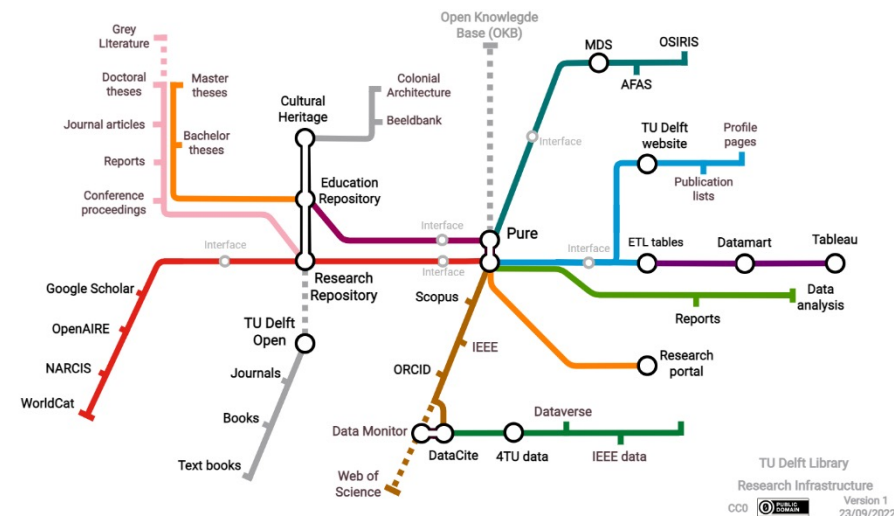 Grey
LIterature
Doctoral
theses
Master
theses
Journal articles
Bachelor
theses
Reports
Conference
proceedings
Cultural
Heritage
Colonial
Architecture
Beeldbank
Education
Repository
Open Knowlegde
Base (OKB)
MDS
OSIRIS
AFAS
Interface
TU Delft
website
Profile
pages
Publication
lists
Interface
Interface
Interface
Pure
Interface
ETL tables
Datamart
Tableau
Research
Repository
Google Scholar
OpenAIRE
NARCIS
WorldCat
TU Delft
Open
Journals
Books
Text books
Scopus
IEEE
ORCID
Reports
Data
analysis
Research
portal
Data Monitor
DataCite
4TU data
Dataverse
IEEE data
Web of
Science
TU Delft Library
Research Infrastructure
CC0
PUBLIC
DOMAIN
Version 1
23/09/2022